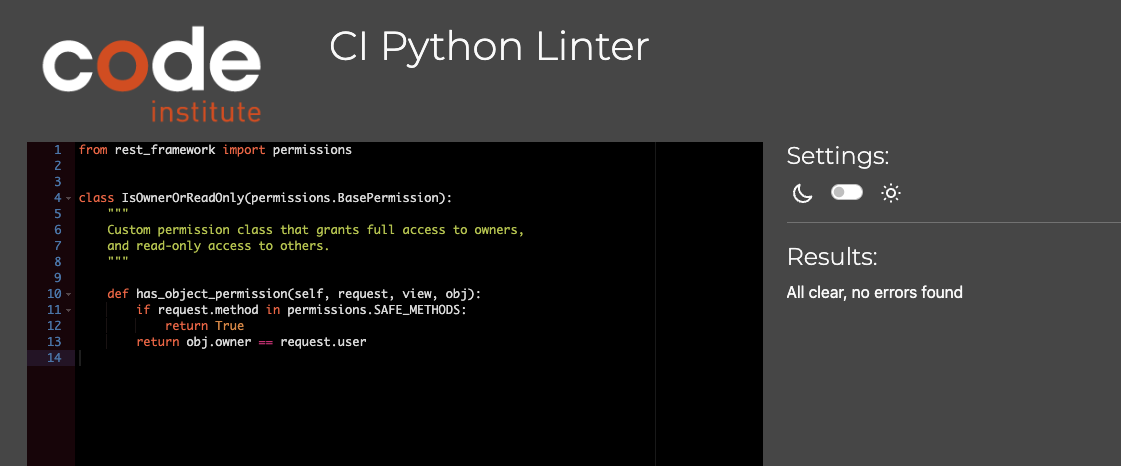 code
institute
CI Python Linter
1 from rest_framework import permissions
2
3
4 class IsOwnerOrReadOnly(permissions.BasePermission):
5     """
6     Custom permission class that grants full access to owners,
7     and read-only access to others.
8     """
9
10     def has_object_permission(self, request, view, obj):
11         if request.method in permissions.SAFE_METHODS:
12             return True
13         return obj.owner == request.user
14
Settings:
Results:
All clear, no errors found